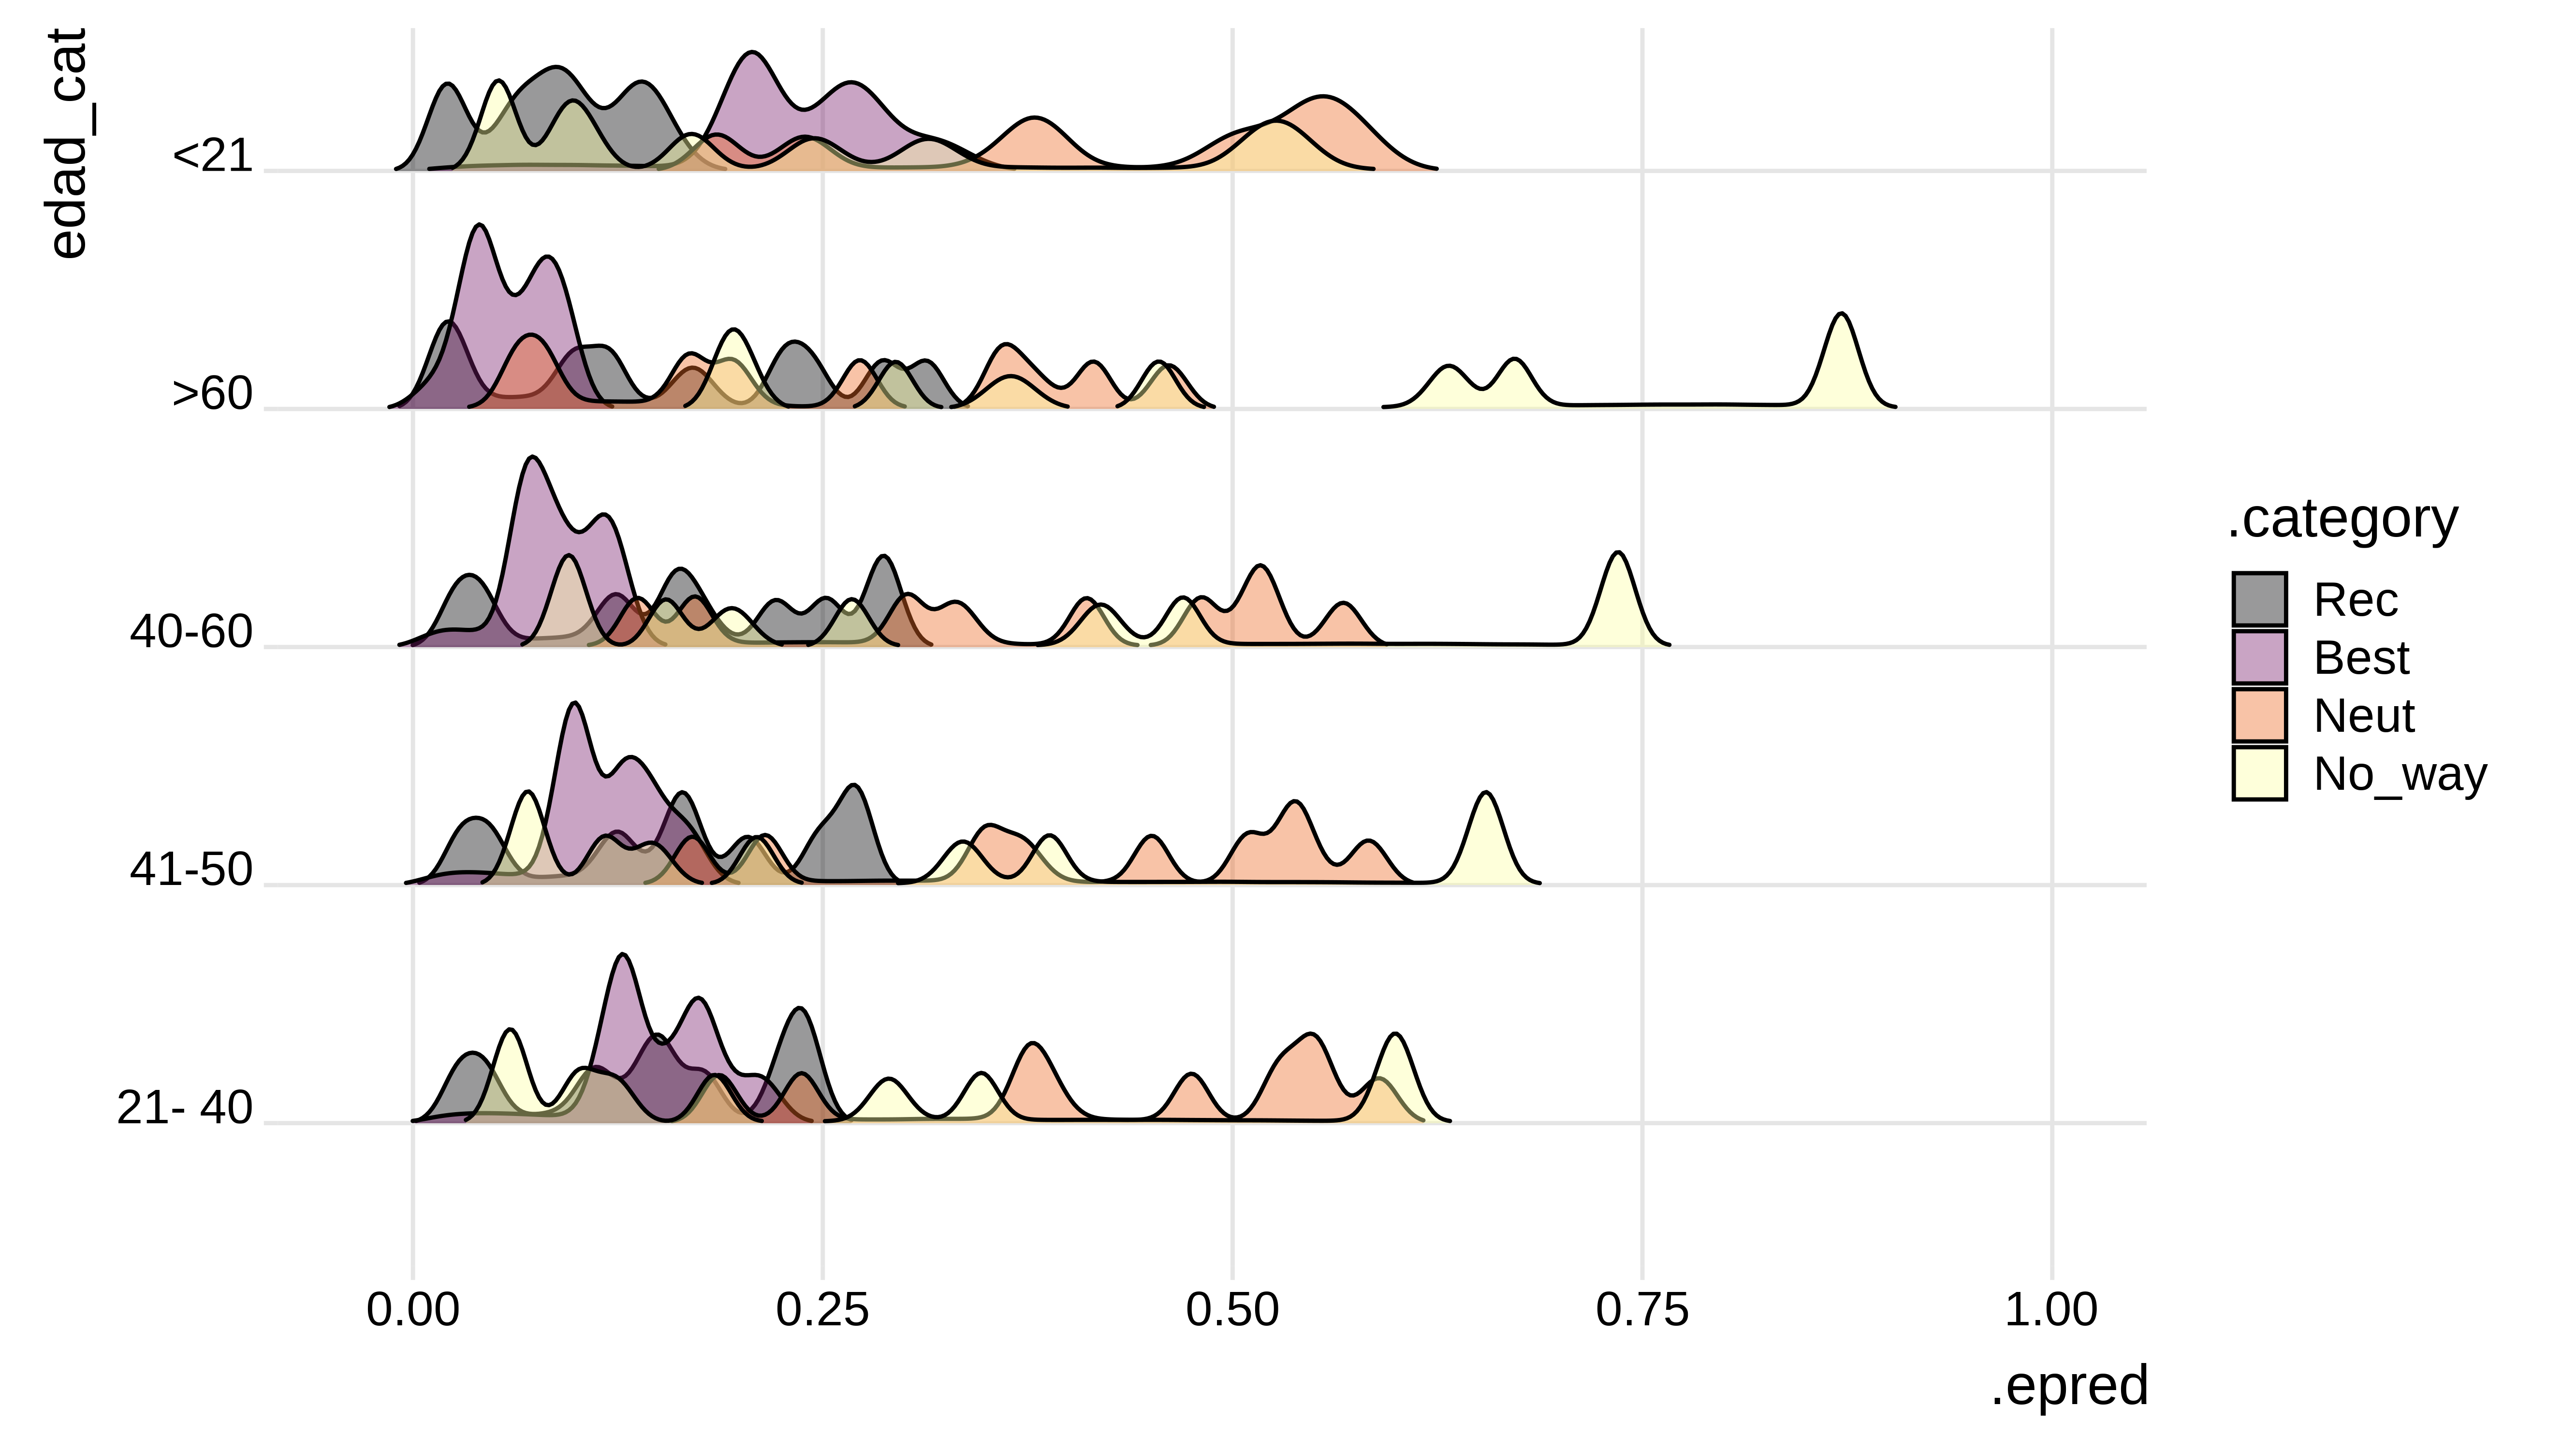 edad_cat
<21
>60
40-60
41-50
21- 40
0.00 0.25 0.50 0.75 1.00
.epred
.category
Rec
Best
Neut
No_way